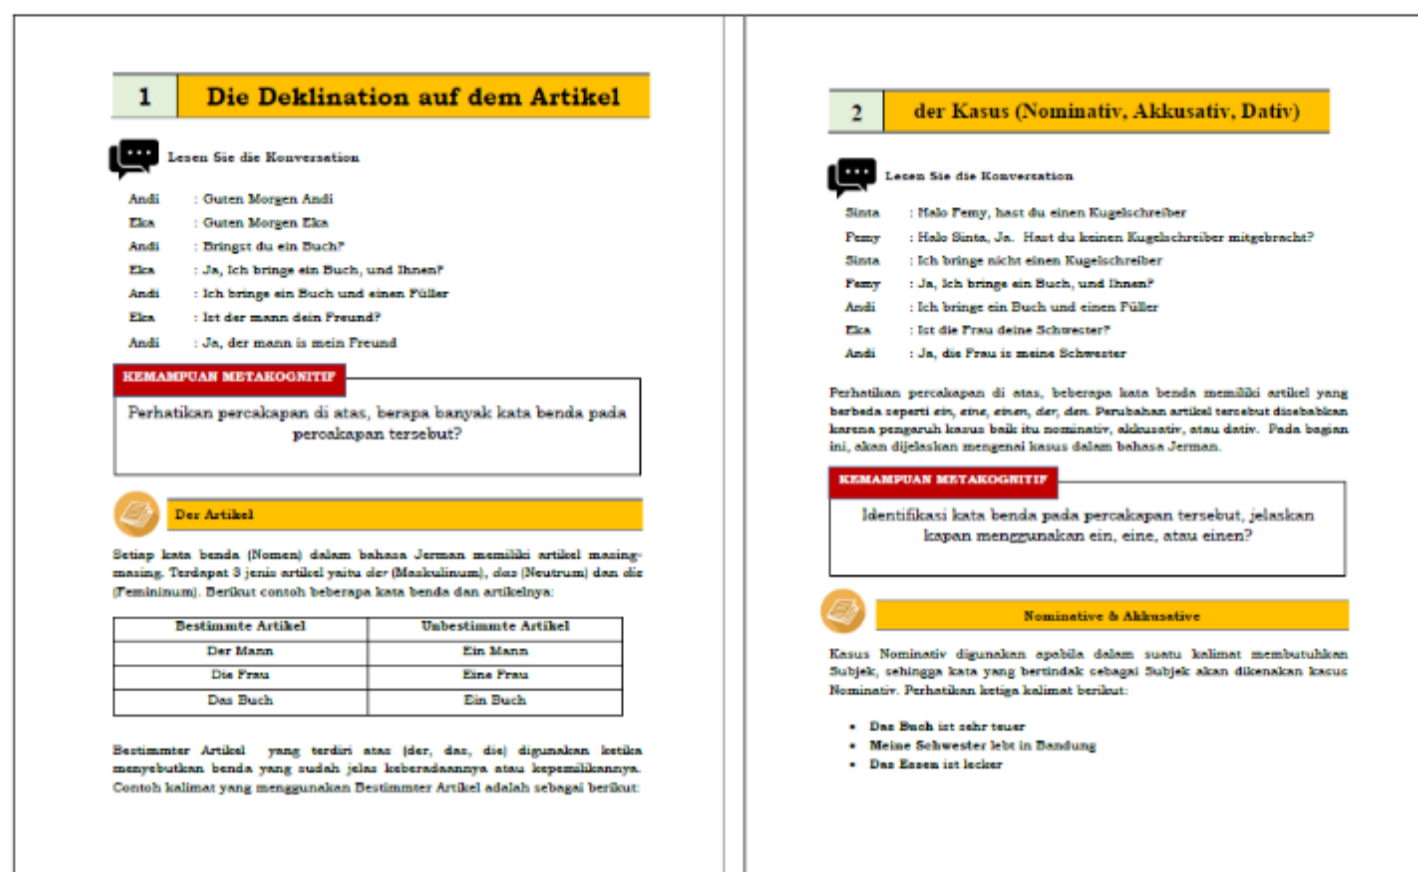 1 Die Deklination auf dem Artikel
Lesen Sie die Konversation
Andi : Guten Morgen Andi
Eka : Guten Morgen Eka
Andi : Bringst du ein Buch?
Eka : Ja, Ich bringe ein Buch, und Ihnen?
Andi : Ich bringe ein Buch und einen Füller
Eka : Ist der mann dein Freund?
Andi : Ja, der mann is mein Freund
KEMAMPUAN METAKOGNITIF
Perhatikan percakapan di atas, berapa banyak kata benda pada
percakapan tersebut?
Der Artikel
Setiap kata benda (Nomen) dalam bahasa Jerman memiliki artikel masing-
masing. Terdapat 3 jenis artikel yaitu der (Maskulinum), das (Neutrum) dan die
(Femininum). Berikut contoh beberapa kata benda dan artikelnya:
Bestimmte Artikel Unbestimmte Artikel
Der Mann Ein Mann
Die Frau Eine Frau
Das Buch Ein Buch
Bestimmter Artikel yang terdiri atas (der, das, die) digunakan ketika
menyebutkan benda yang sudah jelas keberadaannya atau kepemilikannya.
Contoh kalimat yang menggunakan Bestimmter Artikel adalah sebagai berikut:
2 der Kasus (Nominativ, Akkusativ, Dativ)
Lesen Sie die Konversation
Sinta : Halo Femy, hast du einen Kugelschreiber
Femy : Halo Sinta, Ja. Hast du keinen Kugelschreiber mitgebracht?
Sinta : Ich bringe nicht einen Kugelschreiber
Femy : Ja, Ich bringe ein Buch, und Ihnen?
Andi : Ich bringe ein Buch und einen Füller
Eka : Ist die Frau deine Schwester?
Andi : Ja, die Frau is meine Schwester
Perhatikan percakapan di atas, beberapa kata benda memiliki artikel yang
berbeda seperti ein, eine, einen, der, den. Perubahan artikel tersebut disebabkan
karena pengaruh kasus baik itu nominativ, akkusativ, atau dativ. Pada bagian
ini, akan dijelaskan mengenai kasus dalam bahasa Jerman.
KEMAMPUAN METAKOGNITIF
Identifikasi kata benda pada percakapan tersebut, jelaskan
kapan menggunakan ein, eine, atau einen?
Nominative & Akkusative
Kasus Nominativ digunakan apabila dalam suatu kalimat membutuhkan
Subjek, sehingga kata yang bertindak sebagai Subjek akan dikenakan kasus
Nominativ. Perhatikan ketiga kalimat berikut:
• Das Buch ist sehr teuer
• Meine Schwester lebt in Bandung
• Das Essen ist lecker